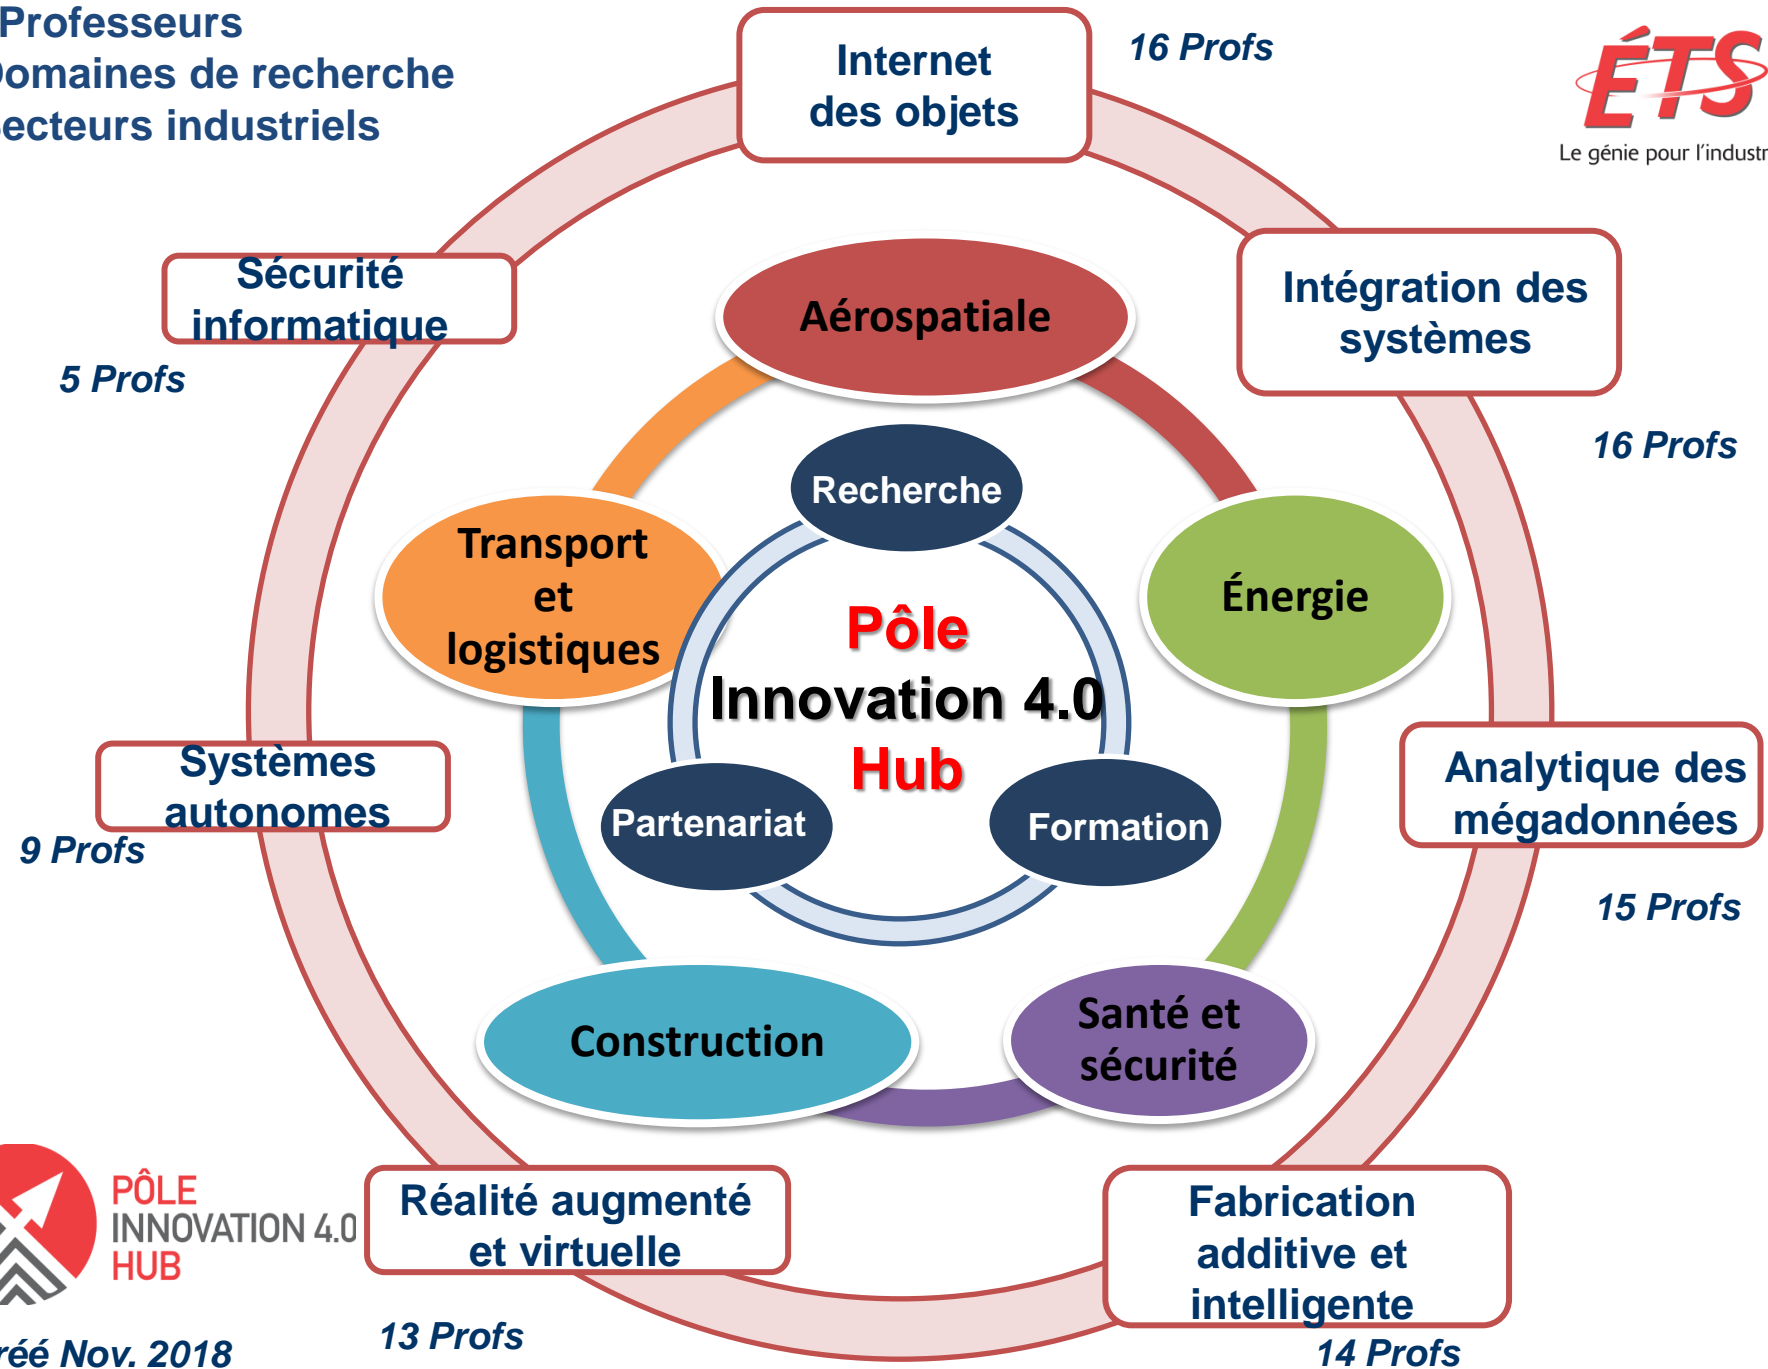 Professeurs
Domaines de recherche
Secteurs industriels
Internet
des objets
16 Profs
ÉTS
Le génie pour l'industr
Sécurité
informatique
5 Profs
Aérospatiale
Intégration des
systèmes
16 Profs
Recherche
Transport
et
logistiques
Énergie
Pôle
Innovation 4.0
Hub
Systèmes
autonomes
9 Profs
Partenariat
Formation
Analytique des
mégadonnées
15 Profs
Construction
Santé et
sécurité
PÔLE
INNOVATION 4.0
HUB
Réalité augmenté
et virtuelle
13 Profs
Fabrication
additive et
intelligente
14 Profs
réé Nov. 2018